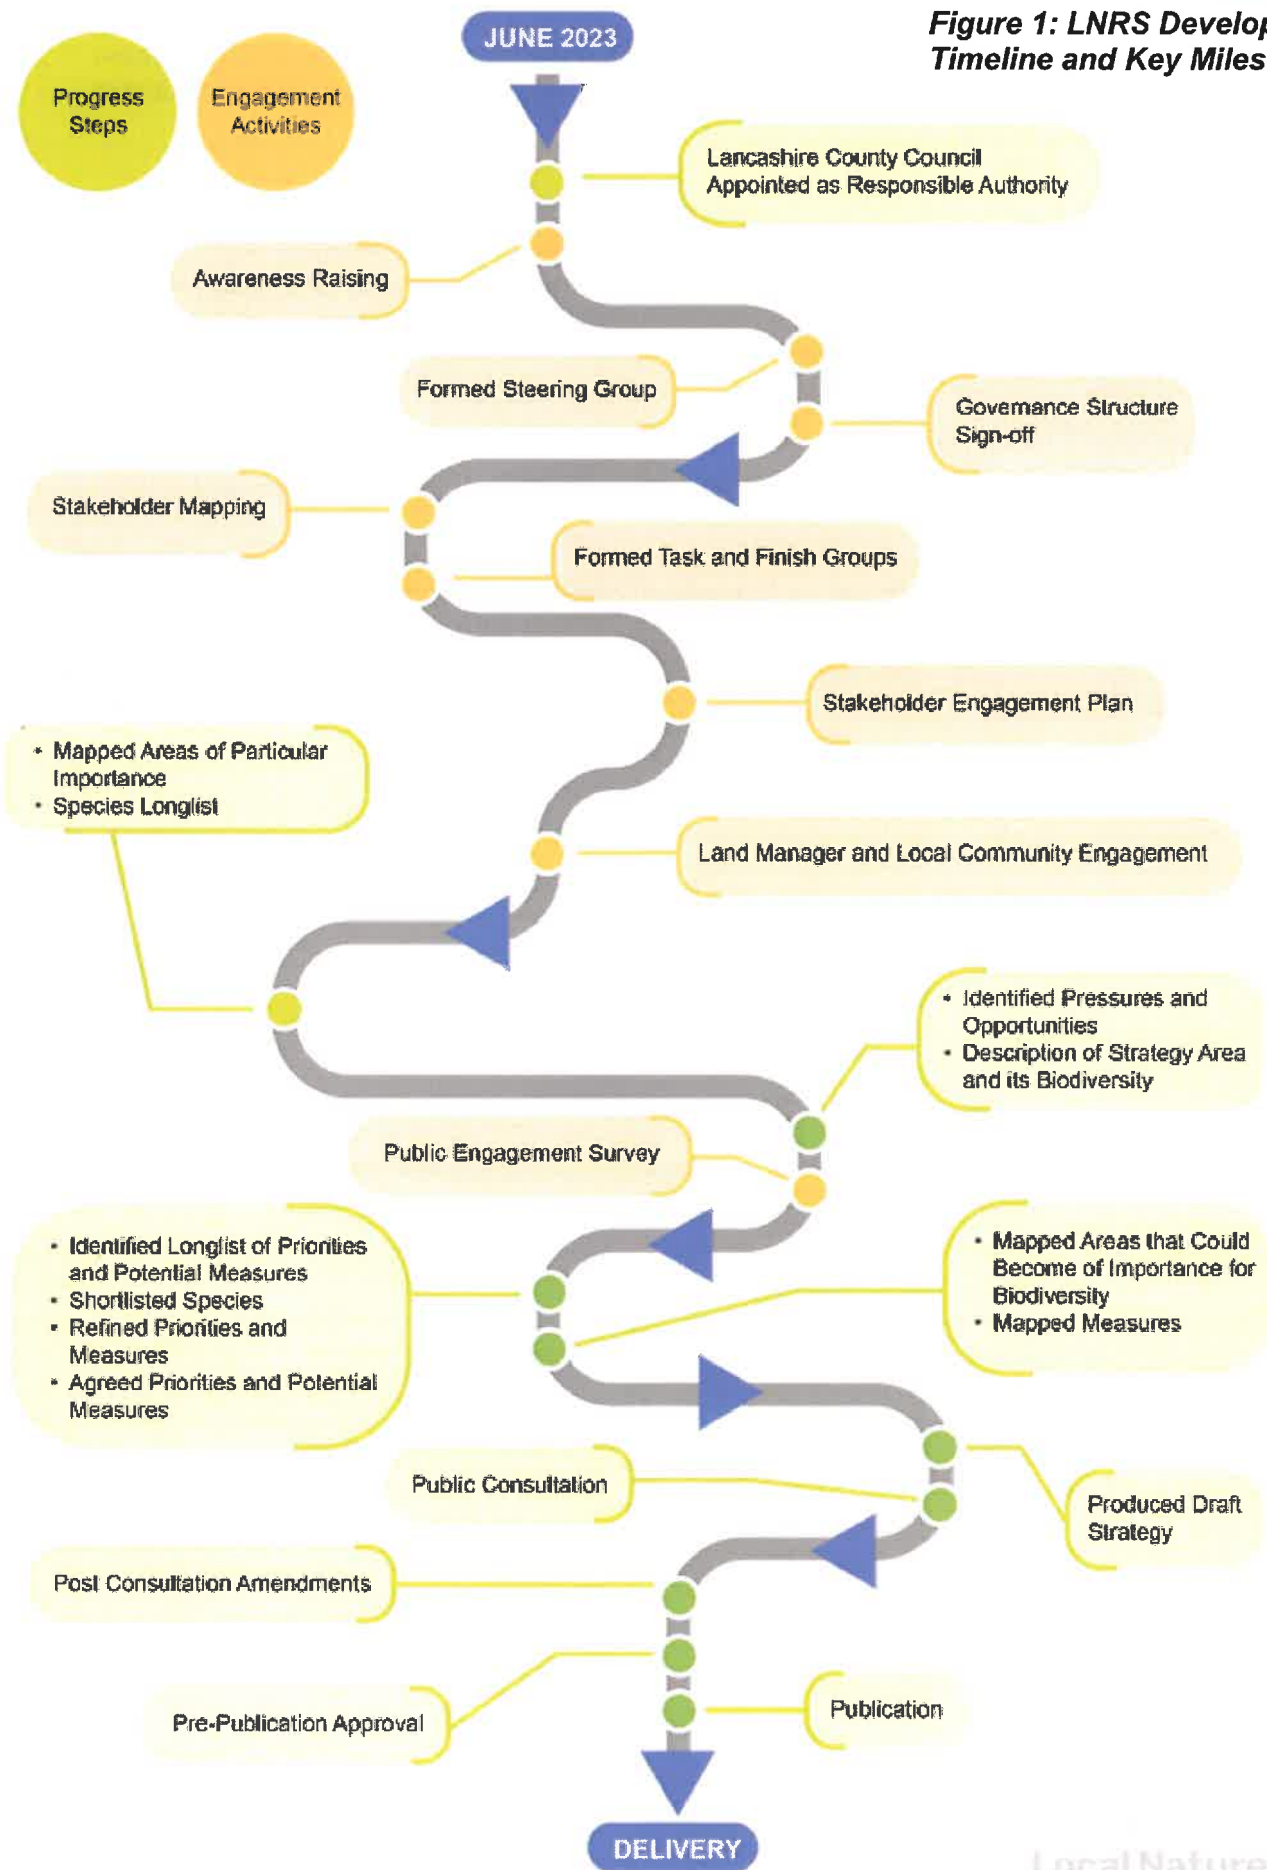 JUNE 2023
Figure 1: LNRS Develop
Timeline and Key Miles
Progress
Steps
Engagement
Activities
Lancashire County Council
Appointed as Responsible Authority
Awareness Raising
Formed Steering Group
Governance Structure
Sign-off
Stakeholder Mapping
Formed Task and Finish Groups
Stakeholder Engagement Plan
• Mapped Areas of Particular
Importance
• Species Longlist
Land Manager and Local Community Engagement
• Identified Pressures and
Opportunities
• Description of Strategy Area
and its Biodiversity
Public Engagement Survey
• Identified Longlist of Priorities
and Potential Measures
• Shortlisted Species
• Refined Priorities and
Measures
• Agreed Priorities and Potential
Measures
• Mapped Areas that Could
Become of Importance for
Biodiversity
• Mapped Measures
Public Consultation
Produced Draft
Strategy
Post Consultation Amendments
Pre-Publication Approval
Publication
DELIVERY
Local Nature